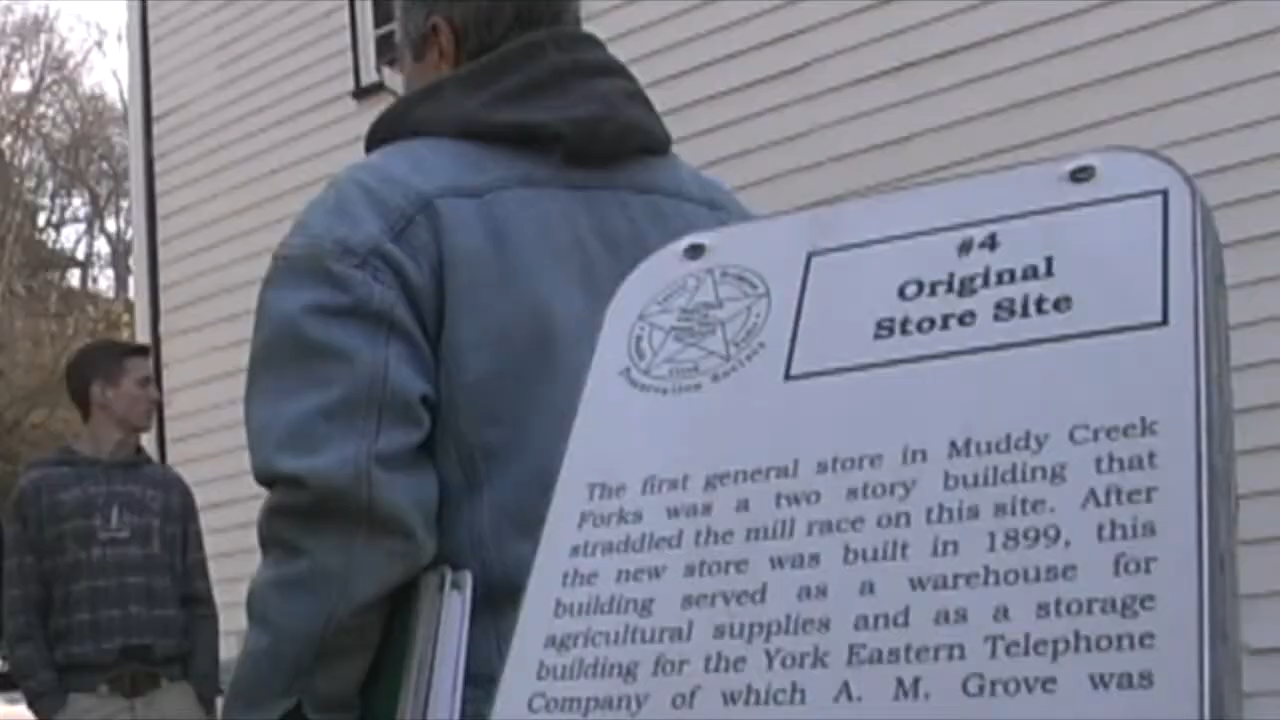 #4
Original
Store Site
Preservation Society
The first general store in Muddy Creek
Forks was a two story building that
straddled the mill race on this site. After
the new store was built in 1899, this
building served as a warehouse for
agricultural supplies and as a storage
building for the York Eastern Telephone
Company of which A. M. Grove was